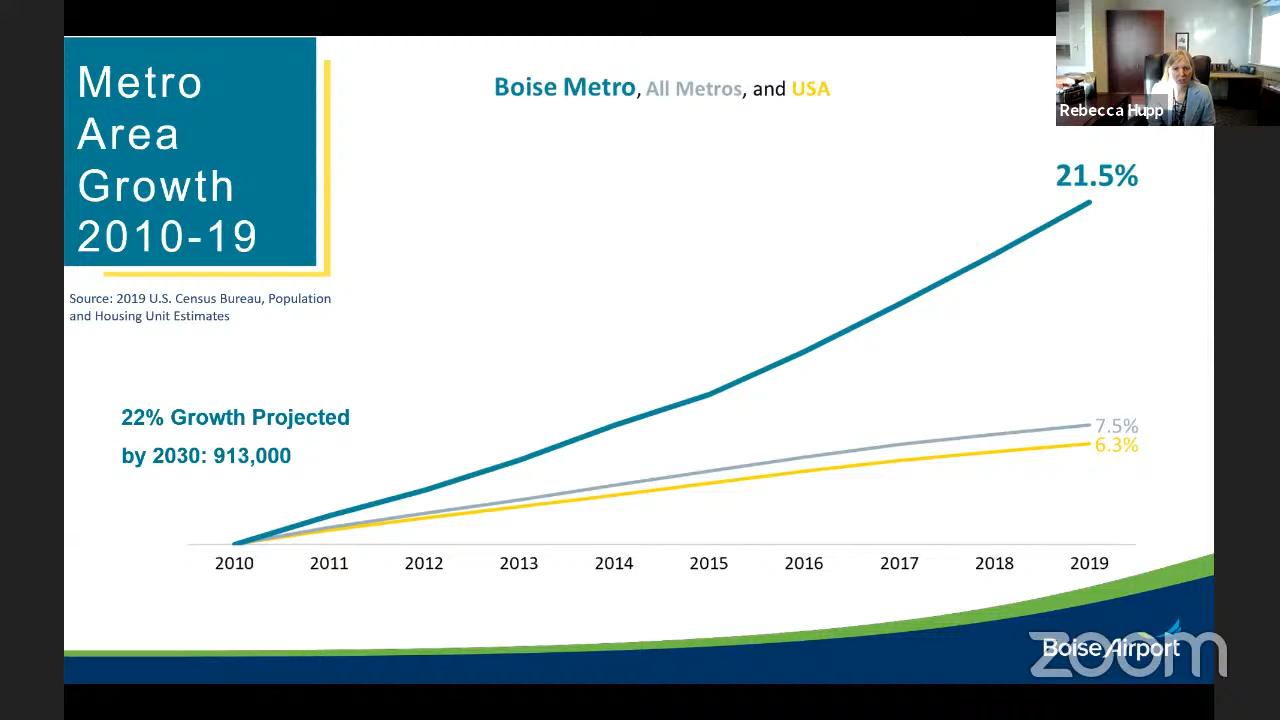 Metro
Area
Growth
2010-19
Boise Metro, All Metros, and USA
Rebecca Hupp
21.5%
Source: 2019 U.S. Census Bureau, Population
and Housing Unit Estimates
22% Growth Projected
by 2030: 913,000
7.5%
6.3%
2010 2011 2012 2013 2014 2015 2016 2017 2018 2019
Boise Airport
zoom